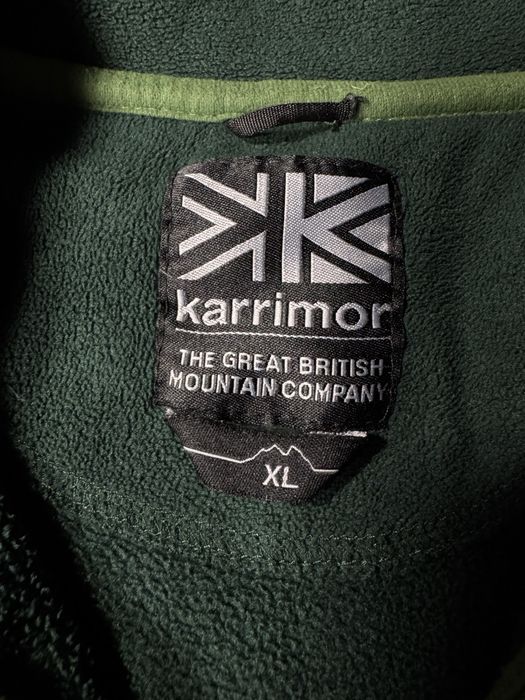 karrimor
THE GREAT BRITISH
MOUNTAIN COMPANY
XL